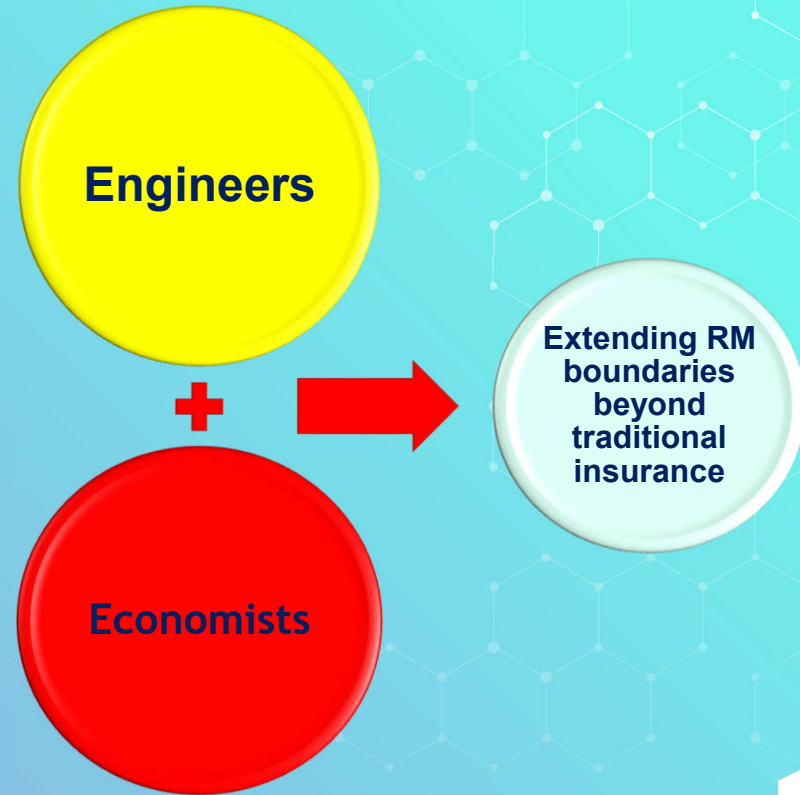 Engineers
Economists
Extending RM
boundaries
beyond
traditional
insurance